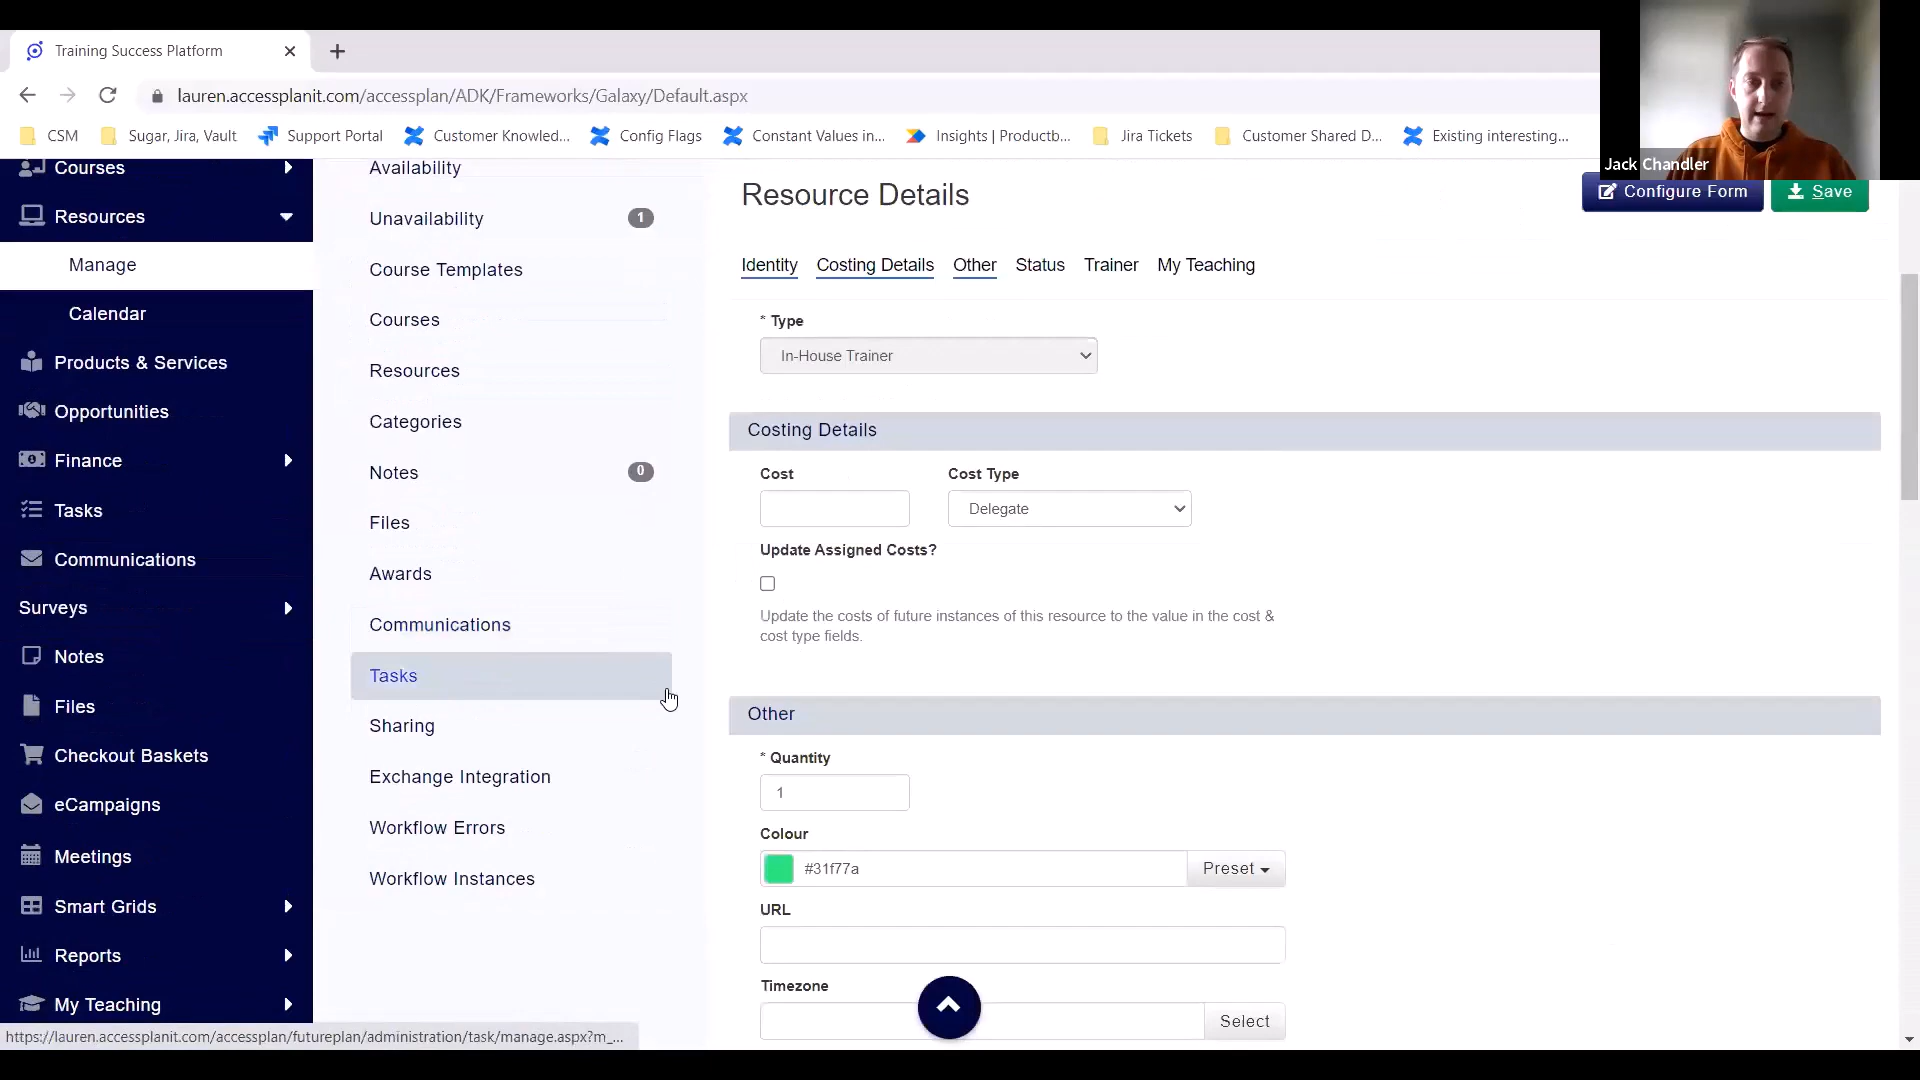 Training Success Platform
lauren.accessplanit.com/accessplan/ADK/Frameworks/Galaxy/Default.aspx
CSM
Sugar, Jira, Vault
Support Portal
Customer Knowled...
Config Flags
Constant Values in...
Insights | Productb...
Jira Tickets
Customer Shared D...
Existing interesting...
Jack Chandler
Courses
Resources
Manage
Calendar
Products & Services
Opportunities
Finance
Tasks
Communications
Surveys
Notes
Files
Checkout Baskets
eCampaigns
Meetings
Smart Grids
Reports
My Teaching
Availability
Unavailability 1
Course Templates
Courses
Resources
Categories
Notes 0
Files
Awards
Communications
Tasks
Sharing
Exchange Integration
Workflow Errors
Workflow Instances
Resource Details
Configure Form
Save
Identity Costing Details Other Status Trainer My Teaching
* Type
In-House Trainer
Costing Details
Cost Cost Type
Delegate
Update Assigned Costs?
Update the costs of future instances of this resource to the value in the cost &
cost type fields.
Other
* Quantity
1
Colour
#31f77a Preset
URL
Timezone
Select
https://lauren.accessplanit.com/accessplan/futureplan/administration/task/manage.aspx?m_...